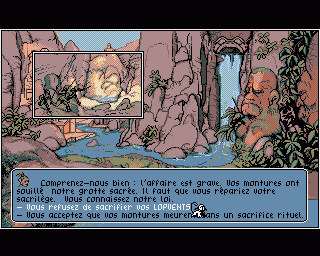 Comprenez-nous bien : l'affaire est grave. Vos montures ont
souillé notre grotte sacrée. Il faut que vous répariez votre
sacrilège. Vous connaissez notre loi.
- Vous refusez de sacrifier vos LOPVENTS
- Vous acceptez que vos montures meurent dans un sacrifice rituel.